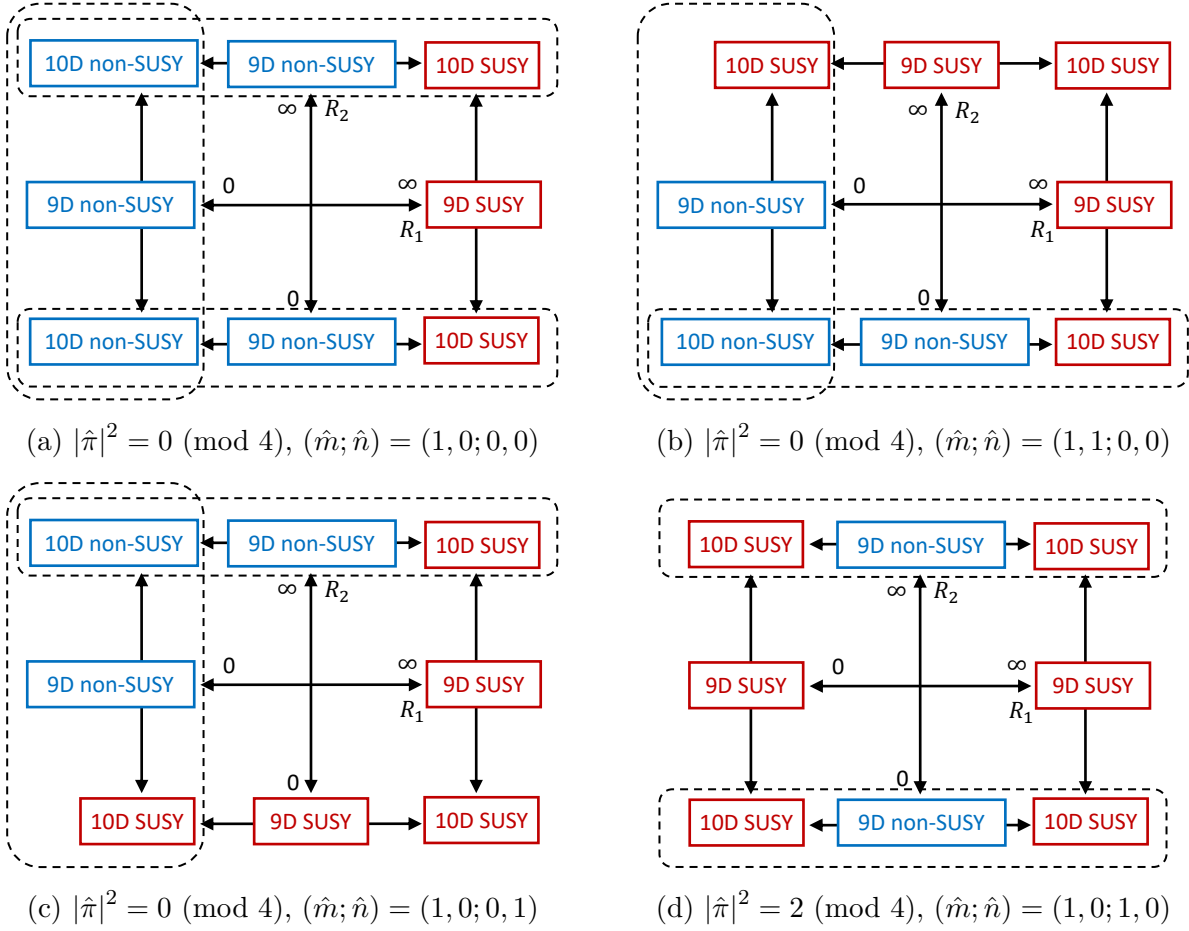 10D non-SUSY 9D non-SUSY 10D SUSY
∞ R₂
9D non-SUSY 0 ∞ 9D SUSY
R₁
0
10D non-SUSY 9D non-SUSY 10D SUSY
(a) |π̂|² = 0 (mod 4), (m̂; n̂) = (1, 0; 0, 0)
10D SUSY 9D SUSY 10D SUSY
∞ R₂
9D non-SUSY 0 ∞ 9D SUSY
R₁
0
10D non-SUSY 9D non-SUSY 10D SUSY
(b) |π̂|² = 0 (mod 4), (m̂; n̂) = (1, 1; 0, 0)
10D non-SUSY 9D non-SUSY 10D SUSY
∞ R₂
9D non-SUSY 0 ∞ 9D SUSY
R₁
0
10D SUSY 9D SUSY 10D SUSY
(c) |π̂|² = 0 (mod 4), (m̂; n̂) = (1, 0; 0, 1)
10D SUSY 9D non-SUSY 10D SUSY
∞ R₂
9D SUSY 0 ∞ 9D SUSY
R₁
0
10D SUSY 9D non-SUSY 10D SUSY
(d) |π̂|² = 2 (mod 4), (m̂; n̂) = (1, 0; 1, 0)